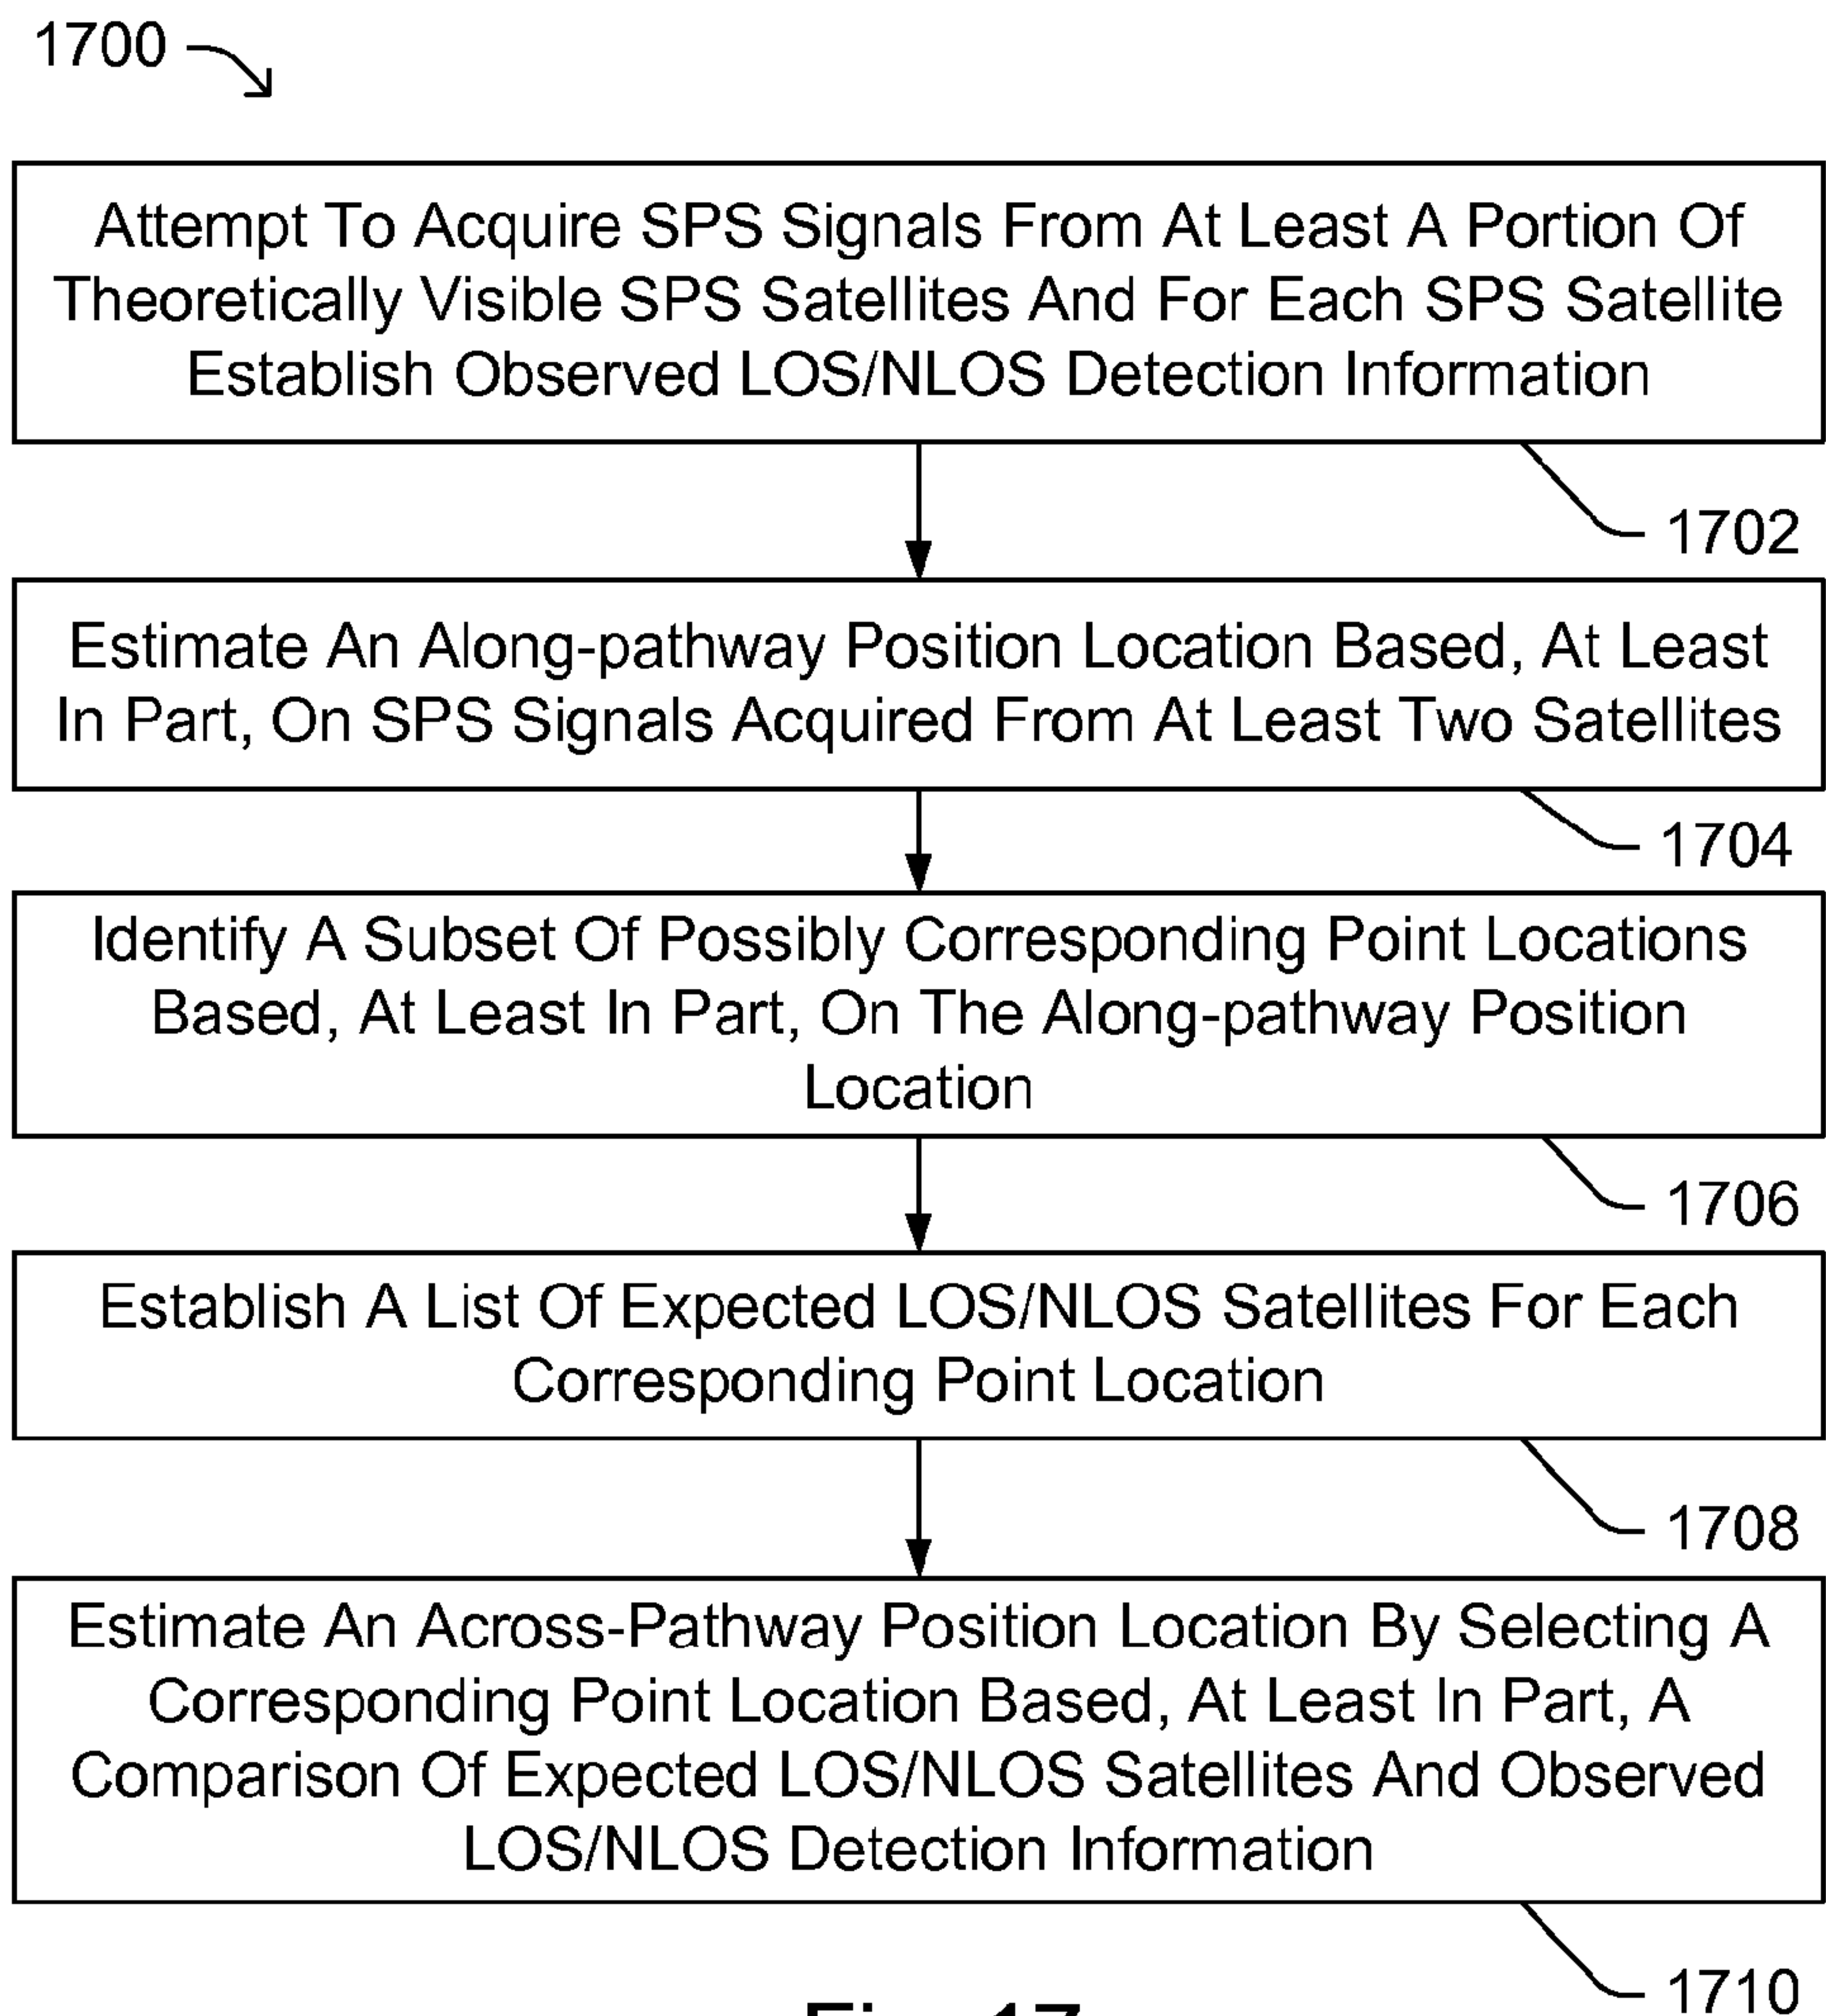 1700
Attempt To Acquire SPS Signals From At Least A Portion Of
Theoretically Visible SPS Satellites And For Each SPS Satellite
Establish Observed LOS/NLOS Detection Information
1702
Estimate An Along-pathway Position Location Based, At Least
In Part, On SPS Signals Acquired From At Least Two Satellites
1704
Identify A Subset Of Possibly Corresponding Point Locations
Based, At Least In Part, On The Along-pathway Position
Location
1706
Establish A List Of Expected LOS/NLOS Satellites For Each
Corresponding Point Location
1708
Estimate An Across-Pathway Position Location By Selecting A
Corresponding Point Location Based, At Least In Part, A
Comparison Of Expected LOS/NLOS Satellites And Observed
LOS/NLOS Detection Information
1710